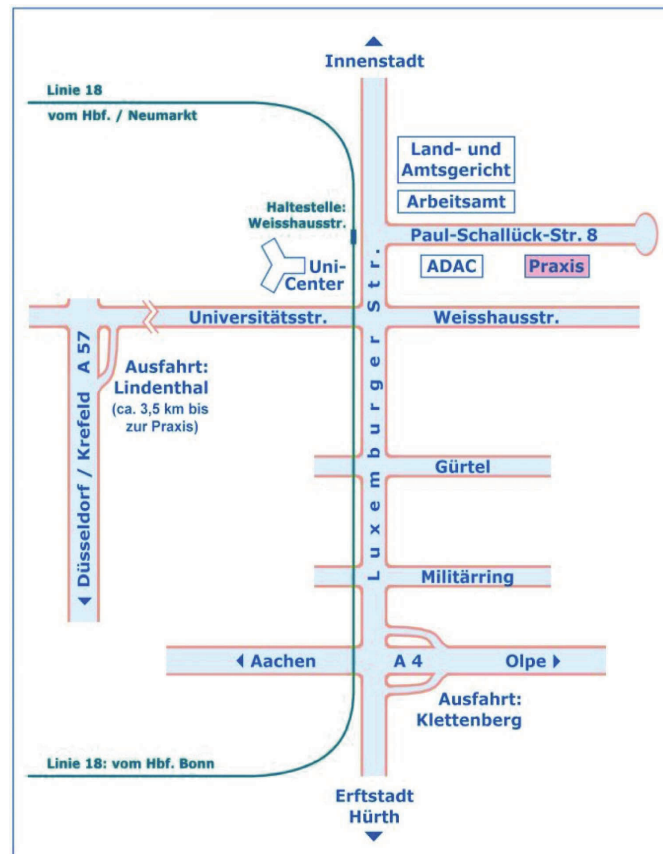 Innenstadt
Linie 18
vom Hbf. / Neumarkt
Land- und
Amtsgericht
Arbeitsamt
Haltestelle:
Weisshausstr.
Paul-Schallück-Str. 8
Uni-
Center
ADAC
Praxis
Universitätsstr.
Weisshausstr.
Luxemburger Str.
Düsseldorf / Krefeld A 57
Ausfahrt:
Lindenthal
(ca. 3,5 km bis
zur Praxis)
Gürtel
Militärring
Aachen
A 4
Olpe
Ausfahrt:
Klettenberg
Linie 18: vom Hbf. Bonn
Erftstadt
Hürth